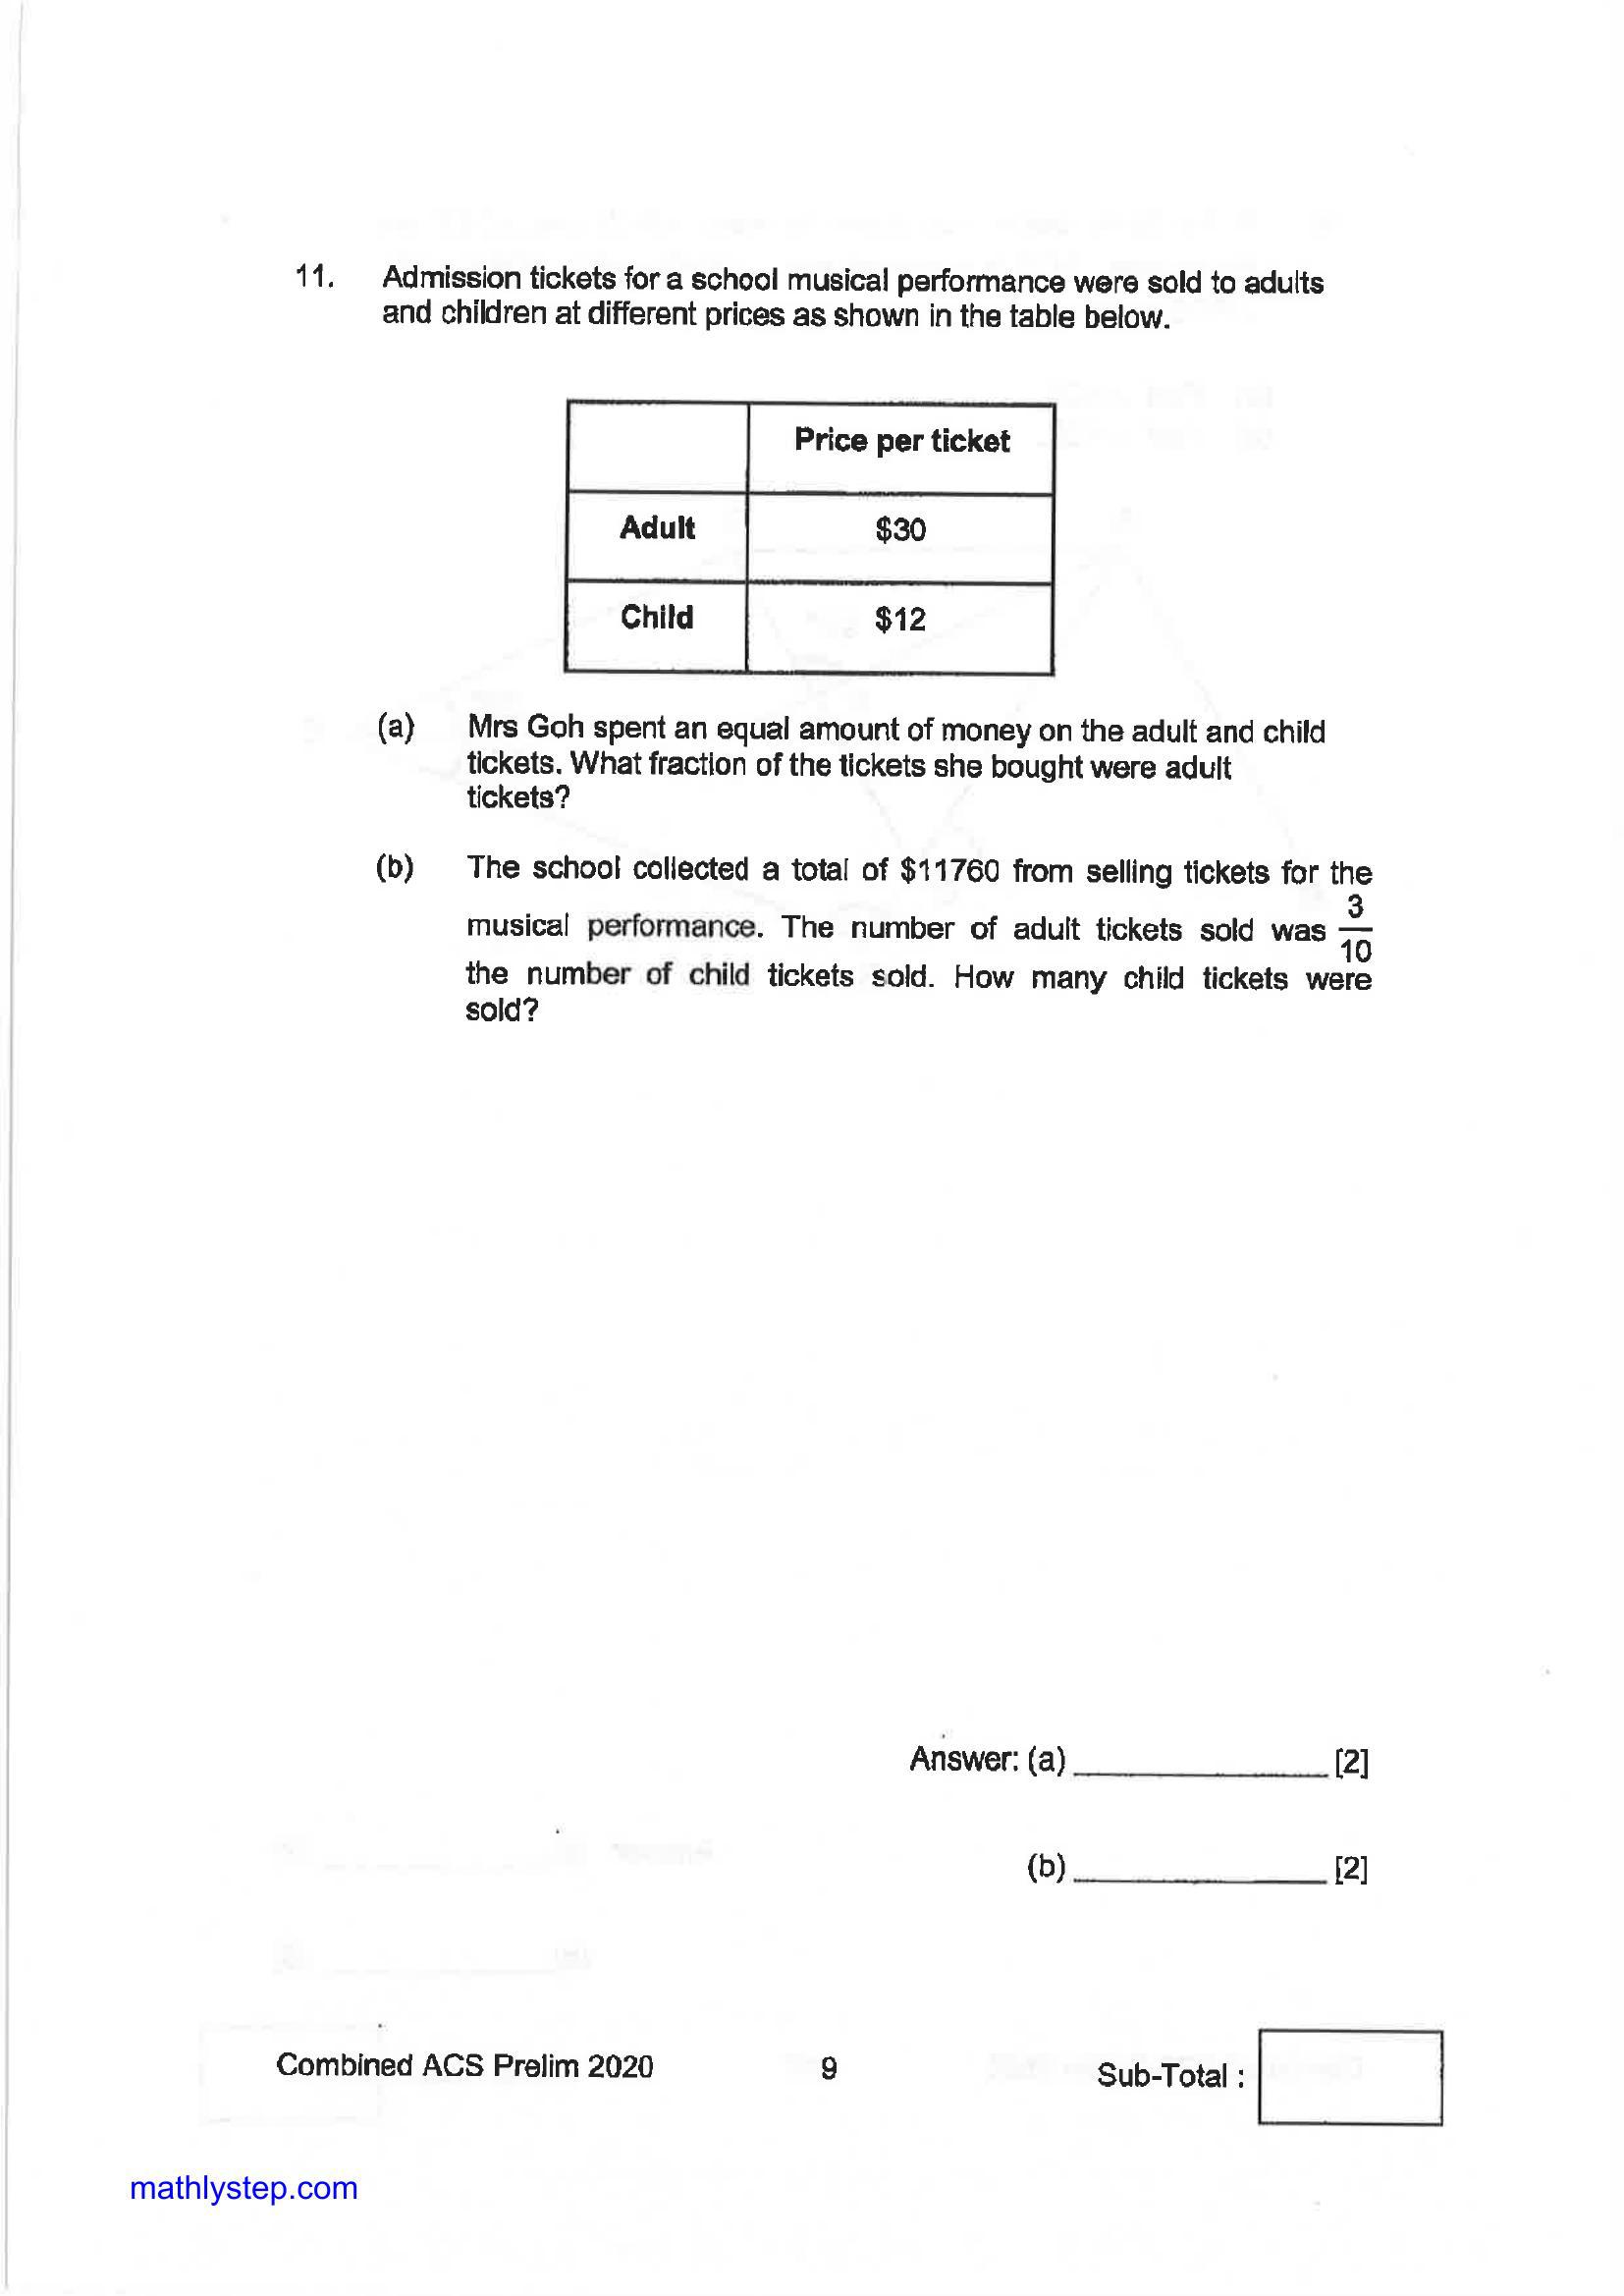 11. Admission tickets for a school musical performance were sold to adults
and children at different prices as shown in the table below.
Price per ticket
Adult $30
Child $12
(a) Mrs Goh spent an equal amount of money on the adult and child
tickets. What fraction of the tickets she bought were adult
tickets?
(b) The school collected a total of $11760 from selling tickets for the
musical performance. The number of adult tickets sold was 3/10
the number of child tickets sold. How many child tickets were
sold?
Answer: (a) ____________ [2]
(b) ____________ [2]
Combined ACS Prelim 2020 9 Sub-Total :
mathlystep.com